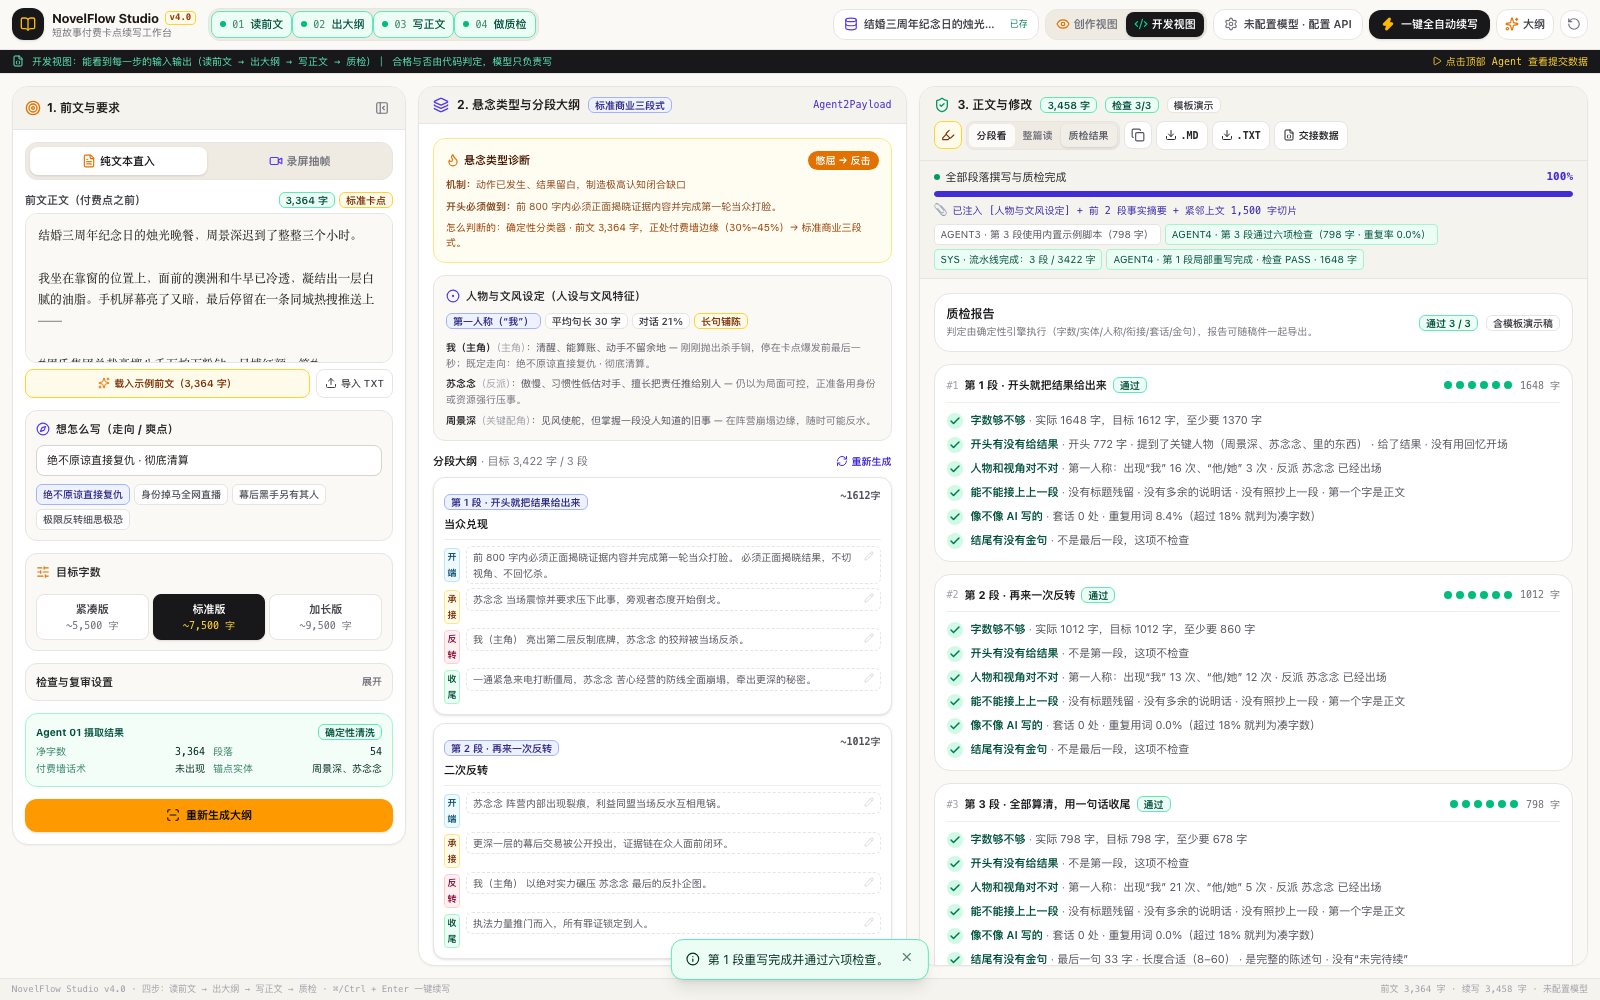 NovelFlow Studio v4.0
短故事付费卡点续写工作台
01 读前文
02 出大纲
03 写正文
04 做质检
结婚三周年纪念日的烛光... 已存
创作视图
开发视图
未配置模型 · 配置 API
一键全自动续写
大纲
开发视图：能看到每一步的输入输出（读前文 → 出大纲 → 写正文 → 质检）｜ 合格与否由代码判定，模型只负责写
点击顶部 Agent 查看提交数据
1. 前文与要求
纯文本直入
录屏抽帧
前文正文（付费点之前） 3,364 字 标准卡点
结婚三周年纪念日的烛光晚餐，周景深迟到了整整三个小时。
我坐在靠窗的位置上，面前的澳洲和牛早已冷透，凝结出一层白
腻的油脂。手机屏幕亮了又暗，最后停留在一条同城热搜推送上
——
载入示例前文（3,364 字）
导入 TXT
想怎么写（走向 / 爽点）
绝不原谅直接复仇 · 彻底清算
绝不原谅直接复仇
身份掉马全网直播
幕后黑手另有其人
极限反转细思极恐
目标字数
紧凑版
~5,500 字
标准版
~7,500 字
加长版
~9,500 字
检查与复审设置 展开
Agent 01 摄取结果 确定性清洗
净字数 3,364 段落 54
付费墙话术 未出现 锚点实体 周景深、苏念念
重新生成大纲
2. 悬念类型与分段大纲 标准商业三段式 Agent2Payload
悬念类型诊断 憋屈 → 反击
机制：动作已发生、结果留白，制造极高认知闭合缺口
开头必须做到：前 800 字内必须正面揭晓证据内容并完成第一轮当众打脸。
怎么判断的：确定性分类器 · 前文 3,364 字，正处付费墙边缘（30%–45%）→ 标准商业三段
式。
人物与文风设定（人设与文风特征）
第一人称（“我”） 平均句长 30 字 对话 21% 长句铺陈
我（主角）（主角）：清醒、能算账、动手不留余地 — 刚刚抛出杀手锏，停在卡点爆发前最后一
秒；既定走向：绝不原谅直接复仇 · 彻底清算。
苏念念（反派）：傲慢、习惯性低估对手、擅长把责任推给别人 — 仍以为局面可控，正准备用身份
或资源强行压事。
周景深（关键配角）：见风使舵，但掌握一段没人知道的旧事 — 在阵营崩塌边缘，随时可能反水。
分段大纲 · 目标 3,422 字 / 3 段 重新生成
第 1 段 · 开头就把结果给出来 ~1612字
当众兑现
开端 前 800 字内必须正面揭晓证据内容并完成第一轮当众打脸。 必须正面揭晓结果，不切
视角、不回忆杀。
承接 苏念念 当场震惊并要求压下此事，旁观者态度开始倒戈。
反转 我（主角） 亮出第二层反制底牌，苏念念 的狡辩被当场反杀。
收尾 一通紧急来电打断僵局，苏念念 苦心经营的防线全面崩塌，牵出更深的秘密。
第 2 段 · 再来一次反转 ~1012字
二次反转
开端 苏念念 阵营内部出现裂痕，利益同盟当场反水互相甩锅。
承接 更深一层的幕后交易被公开投出，证据链在众人面前闭环。
反转 我（主角） 以绝对实力碾压 苏念念 最后的反扑企图。
收尾 执法力量推门而入，所有罪证锁定到人。
3. 正文与修改 3,458 字 检查 3/3 模板演示
分段看 整篇读 质检结果 .MD .TXT 交接数据
全部段落撰写与质检完成 100%
已注入 [人物与文风设定] + 前 2 段事实摘要 + 紧邻上文 1,500 字切片
AGENT3 · 第 3 段使用内置示例脚本（798 字） AGENT4 · 第 3 段通过六项检查（798 字 · 重复率 0.0%）
SYS · 流水线完成：3 段 / 3422 字 AGENT4 · 第 1 段局部重写完成 · 检查 PASS · 1648 字
质检报告
判定由确定性引擎执行（字数/实体/人称/衔接/套话/金句），报告可随稿件一起导出。
通过 3 / 3 含模板演示稿
#1 第 1 段 · 开头就把结果给出来 通过 1648 字
字数够不够 · 实际 1648 字，目标 1612 字，至少要 1370 字
开头有没有给结果 · 开头 772 字 · 提到了关键人物（周景深、苏念念、里的东西） · 给了结果 · 没有用回忆开场
人物和视角对不对 · 第一人称：出现“我” 16 次、“他/她” 3 次 · 反派 苏念念 已经出场
能不能接上上一段 · 没有标题残留 · 没有多余的说明话 · 没有照抄上一段 · 第一个字是正文
像不像 AI 写的 · 套话 0 处 · 重复用词 8.4%（超过 18% 就判为凑字数）
结尾有没有金句 · 不是最后一段，这项不检查
#2 第 2 段 · 再来一次反转 通过 1012 字
字数够不够 · 实际 1012 字，目标 1012 字，至少要 860 字
开头有没有给结果 · 不是第一段，这项不检查
人物和视角对不对 · 第一人称：出现“我” 13 次、“他/她” 12 次 · 反派 苏念念 已经出场
能不能接上上一段 · 没有标题残留 · 没有多余的说明话 · 没有照抄上一段 · 第一个字是正文
像不像 AI 写的 · 套话 0 处 · 重复用词 0.0%（超过 18% 就判为凑字数）
结尾有没有金句 · 不是最后一段，这项不检查
#3 第 3 段 · 全部算清，用一句话收尾 通过 798 字
字数够不够 · 实际 798 字，目标 798 字，至少要 678 字
开头有没有给结果 · 不是第一段，这项不检查
人物和视角对不对 · 第一人称：出现“我” 21 次、“他/她” 5 次 · 反派 苏念念 已经出场
能不能接上上一段 · 没有标题残留 · 没有多余的说明话 · 没有照抄上一段 · 第一个字是正文
像不像 AI 写的 · 套话 0 处 · 重复用词 0.0%（超过 18% 就判为凑字数）
结尾有没有金句 · 最后一句 33 字 · 长度合适（8–60） · 是完整的陈述句 · 没有“未完待续”
第 1 段重写完成并通过六项检查。
NovelFlow Studio v4.0 · 四步：读前文 → 出大纲 → 写正文 → 质检 · ⌘/Ctrl + Enter 一键续写
前文 3,364 字 · 续写 3,458 字 · 未配置模型